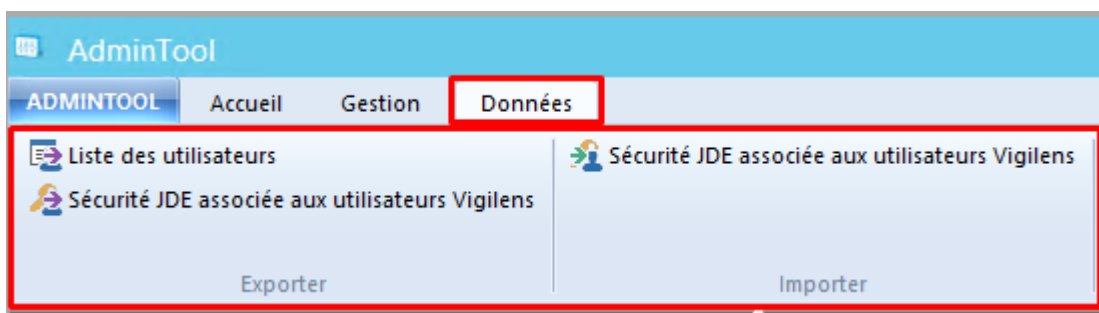 AdminTool
ADMINTOOL Accueil Gestion Données
Liste des utilisateurs
Sécurité JDE associée aux utilisateurs Vigilens
Exporter
Sécurité JDE associée aux utilisateurs Vigilens
Importer